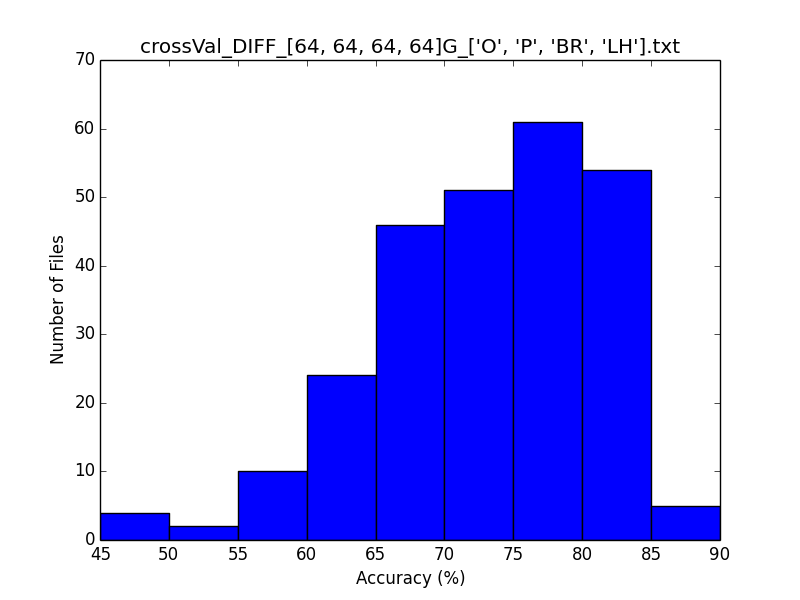 crossVal_DIFF_[64, 64, 64, 64]G_['O', 'P', 'BR', 'LH'].txt
70
60
50
40
30
20
10
0
Number of Files
45 50 55 60 65 70 75 80 85 90
Accuracy (%)